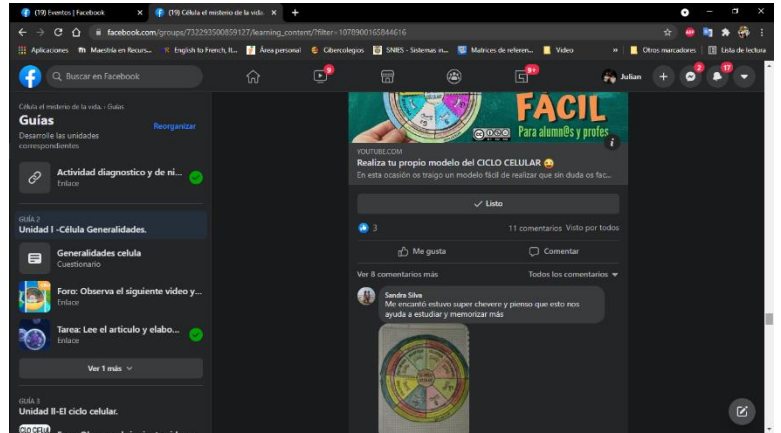 (19) Eventos | Facebook
(19) Célula el misterio de la vida.
facebook.com/groups/732293500859127/learning_content/?filter=1078900165844616
Aplicaciones
Maestría en Recurs...
English to French, It...
Área personal
Cibercolegios
SNIES - Sistemas in...
Matrices de referen...
Video
Otros marcadores
Lista de lectura
Buscar en Facebook
9
9+
Julian
2
17
Célula el misterio de la vida. › Guías
Guías
Reorganizar
Desarrolle las unidades
correspondientes
Actividad diagnostico y de ni...
Enlace
GUÍA 2
Unidad I -Célula Generalidades.
Generalidades celula
Cuestionario
Foro: Observa el siguiente video y...
Enlace
Tarea: Lee el articulo y elabo...
Enlace
Ver 1 más
GUÍA 3
Unidad II-El ciclo celular.
FÁCIL
Para alumn@s y profes
YOUTUBE.COM
Realiza tu propio modelo del CICLO CELULAR
En esta ocasión os traigo un modelo fácil de realizar que sin duda os fac...
Listo
3
11 comentarios Visto por todos
Me gusta
Comentar
Ver 8 comentarios más
Todos los comentarios
Sandra Silva
Me encantó estuvo super chevere y pienso que esto nos
ayuda a estudiar y memorizar
más